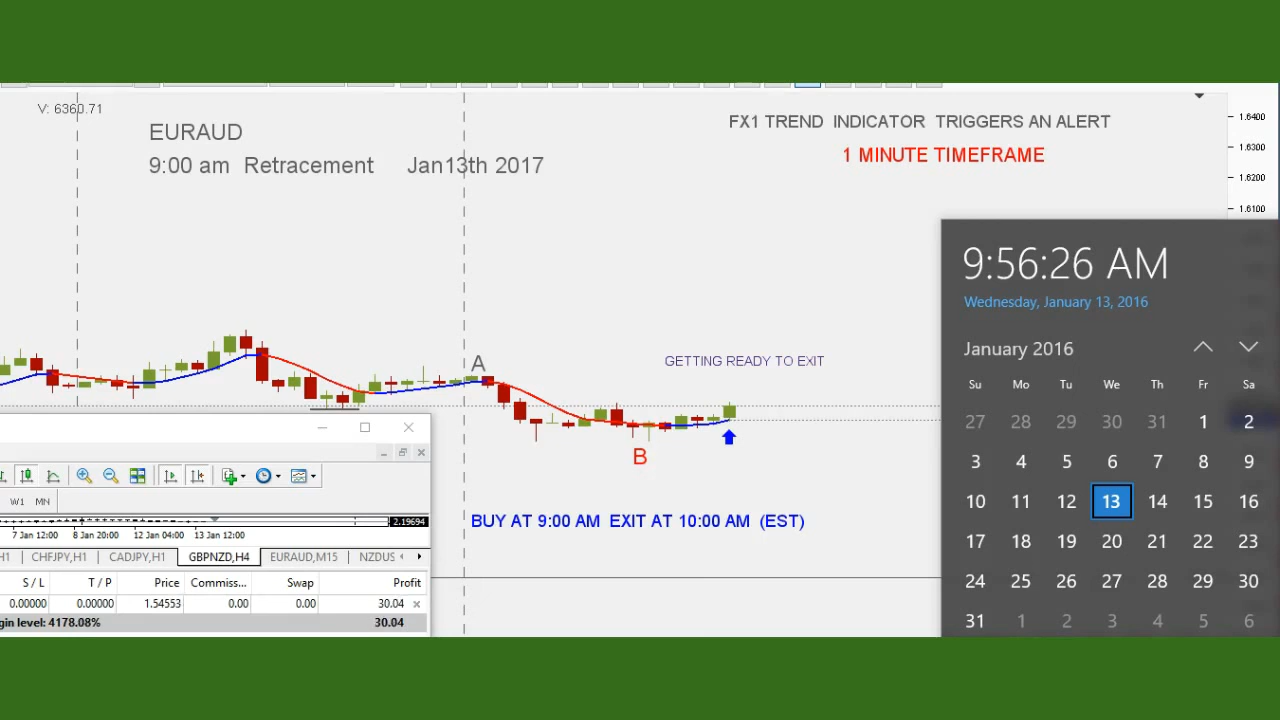 V: 6360.71
EURAUD
9:00 am Retracement Jan13th 2017
FX1 TREND INDICATOR TRIGGERS AN ALERT
1 MINUTE TIMEFRAME
1.6400
1.6300
1.6200
1.6100
A
B
GETTING READY TO EXIT
BUY AT 9:00 AM EXIT AT 10:00 AM (EST)
9:56:26 AM
Wednesday, January 13, 2016
January 2016
Su Mo Tu We Th Fr Sa
27 28 29 30 31 1 2
3 4 5 6 7 8 9
10 11 12 13 14 15 16
17 18 19 20 21 22 23
24 25 26 27 28 29 30
31 1 2 3 4 5 6
W1 MN
2.19694
7 Jan 12:00 8 Jan 20:00 12 Jan 04:00 13 Jan 12:00
H1 CHFJPY,H1 CADJPY,H1 GBPNZD,H4 EURAUD,M15 NZDUS
S / L T / P Price Commiss... Swap Profit
0.00000 0.00000 1.54553 0.00 0.00 30.04
gin level: 4178.08% 30.04